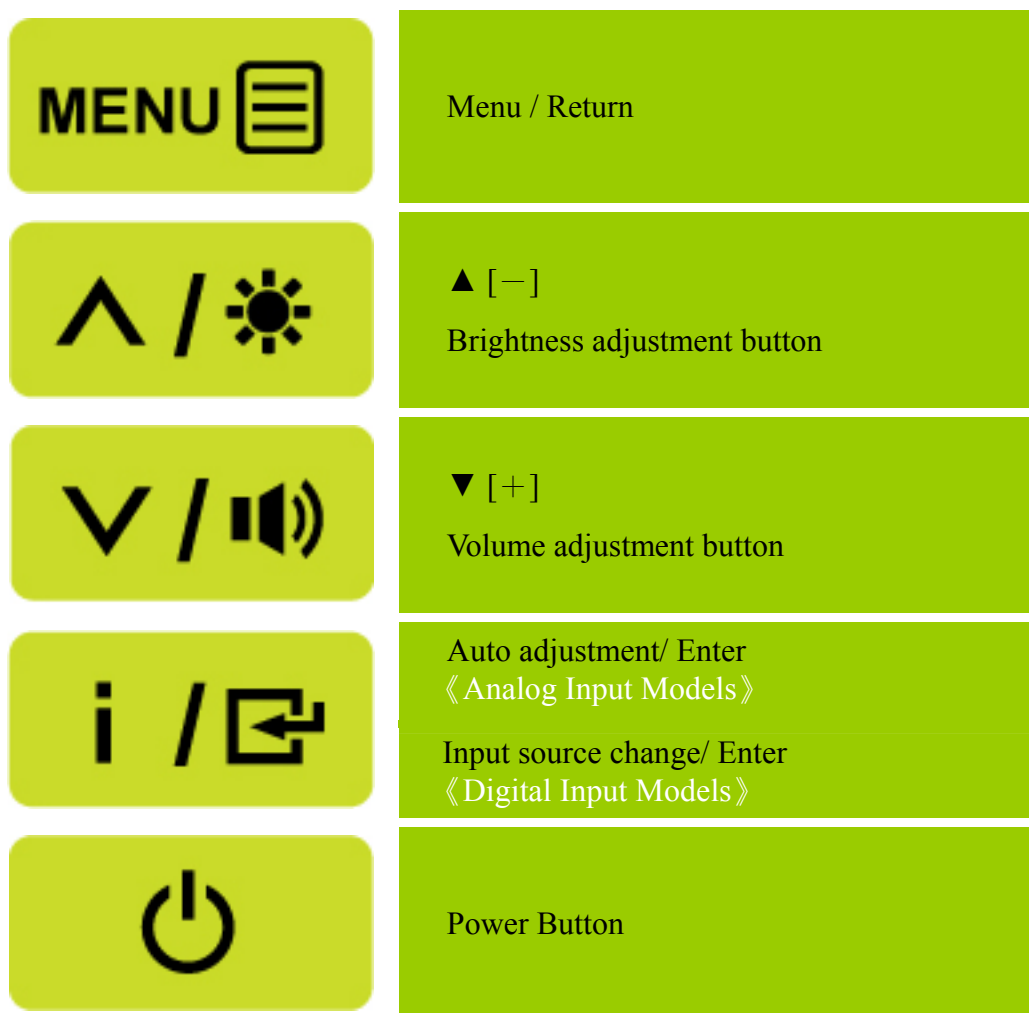 MENU
Menu / Return
/
▲ [－]
Brightness adjustment button
/
▼ [＋]
Volume adjustment button
i /
Auto adjustment/ Enter
《Analog Input Models》
Input source change/ Enter
《Digital Input Models》
Power Button